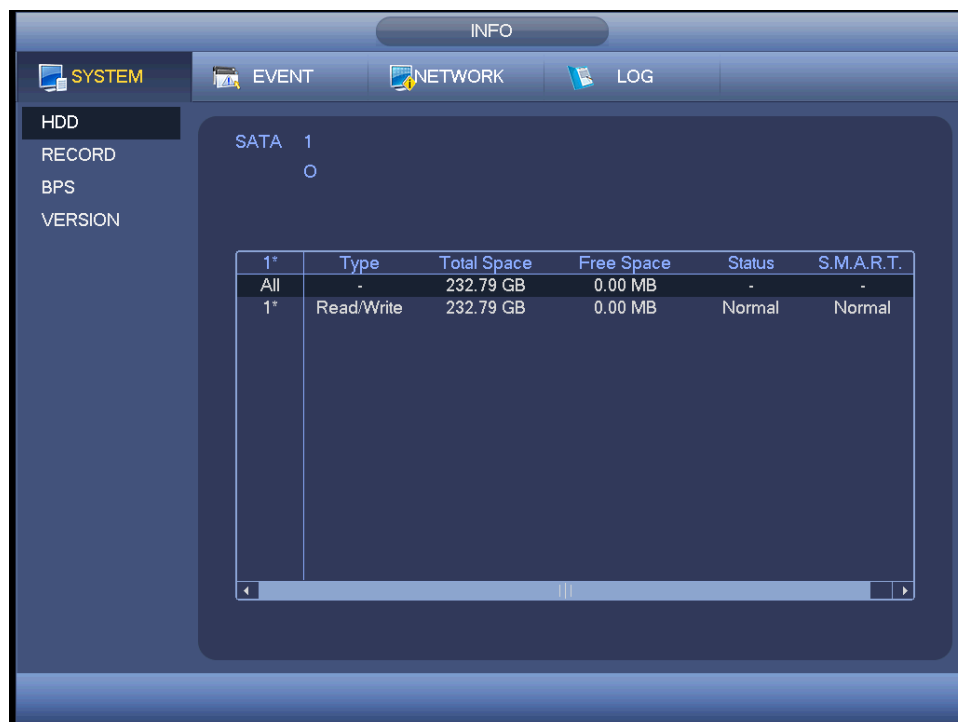 INFO
SYSTEM EVENT NETWORK LOG
HDD
RECORD
BPS
VERSION
SATA 1
O
1* Type Total Space Free Space Status S.M.A.R.T.
All - 232.79 GB 0.00 MB - -
1* Read/Write 232.79 GB 0.00 MB Normal Normal